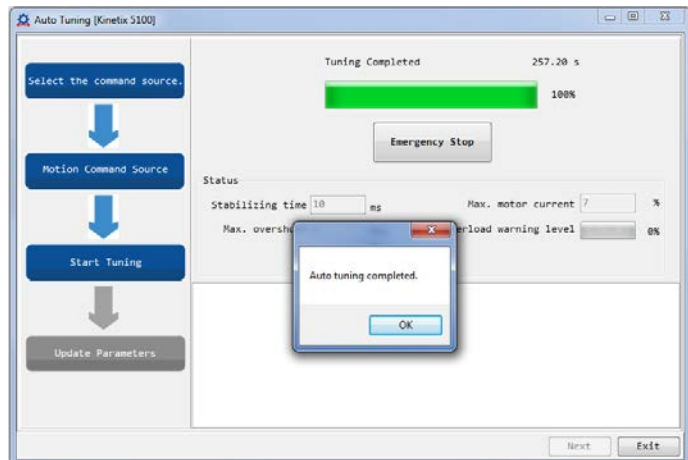 Auto Tuning [Kinetix 5100]
Select the command source.
Motion Command Source
Start Tuning
Update Parameters
Tuning Completed 257.20 s
100%
Emergency Stop
Status
Stabilizing time 10 ms Max. motor current 7 %
Max. warning level 0%
Auto tuning completed.
OK
Next Exit